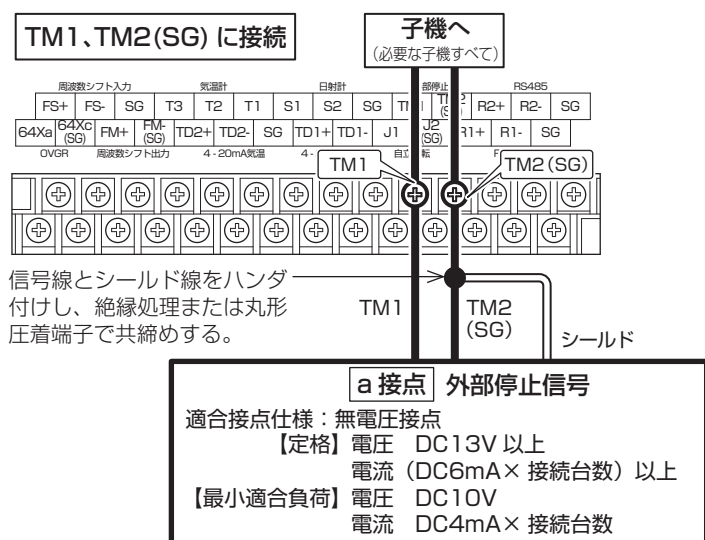 TM1、TM2(SG) に接続
子機へ
(必要な子機すべて)
周波数シフト入力 気温計 日射計 部停止 RS485
FS+ FS- SG T3 T2 T1 S1 S2 SG R2+ R2- SG
64Xa 64Xc(SG) FM+ FM-(SG) TD2+ TD2- SG TD1+ TD1- J1 J2(SG) R1+ R1- SG
OVGR 周波数シフト出力 4-20mA気温
TM1
TM2(SG)
信号線とシールド線をハンダ
付けし、絶縁処理または丸形
圧着端子で共締めする。
TM1
TM2
(SG)
シールド
a 接点 外部停止信号
適合接点仕様：無電圧接点
【定格】電圧 DC13V 以上
電流（DC6mA× 接続台数）以上
【最小適合負荷】電圧 DC10V
電流 DC4mA× 接続台数